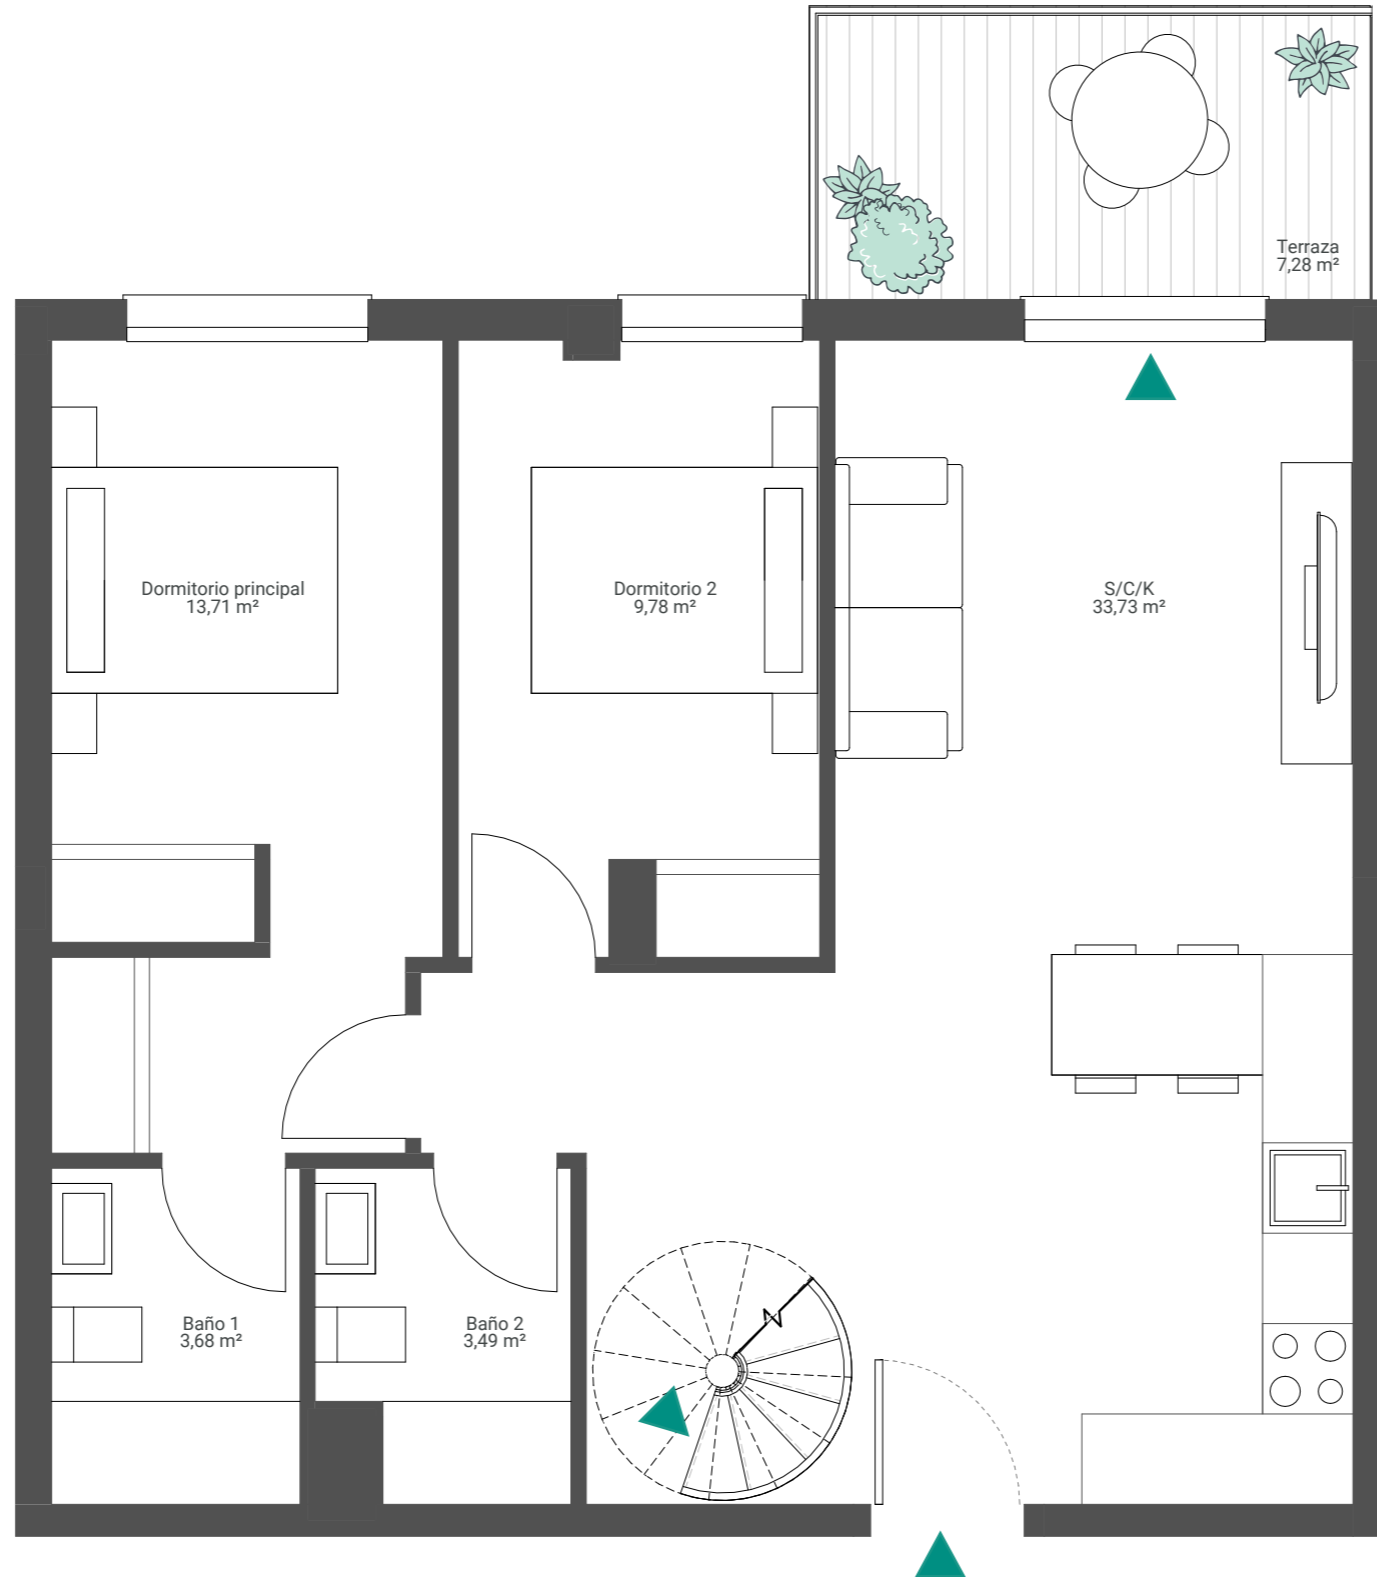 Terraza
7,28 m²
Dormitorio principal
13,71 m²
Dormitorio 2
9,78 m²
S/C/K
33,73 m²
Baño 1
3,68 m²
Baño 2
3,49 m²